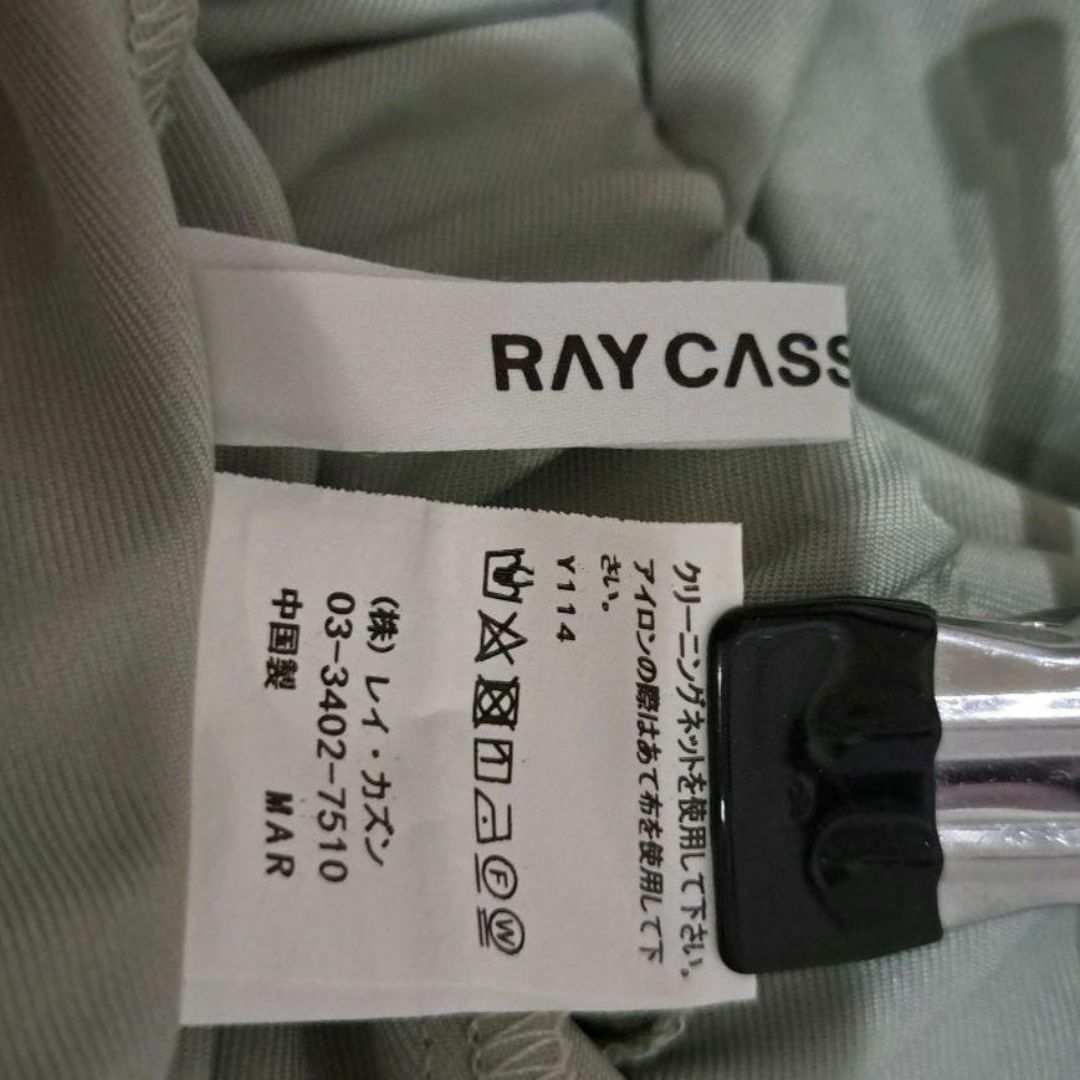 RAY CASS
クリーニングネットを使用して下さい。
アイロンの際はあて布を使用して下
さい。
Y114
F W
(株)レイ・カズン
03-3402-7510
中国製 MAR